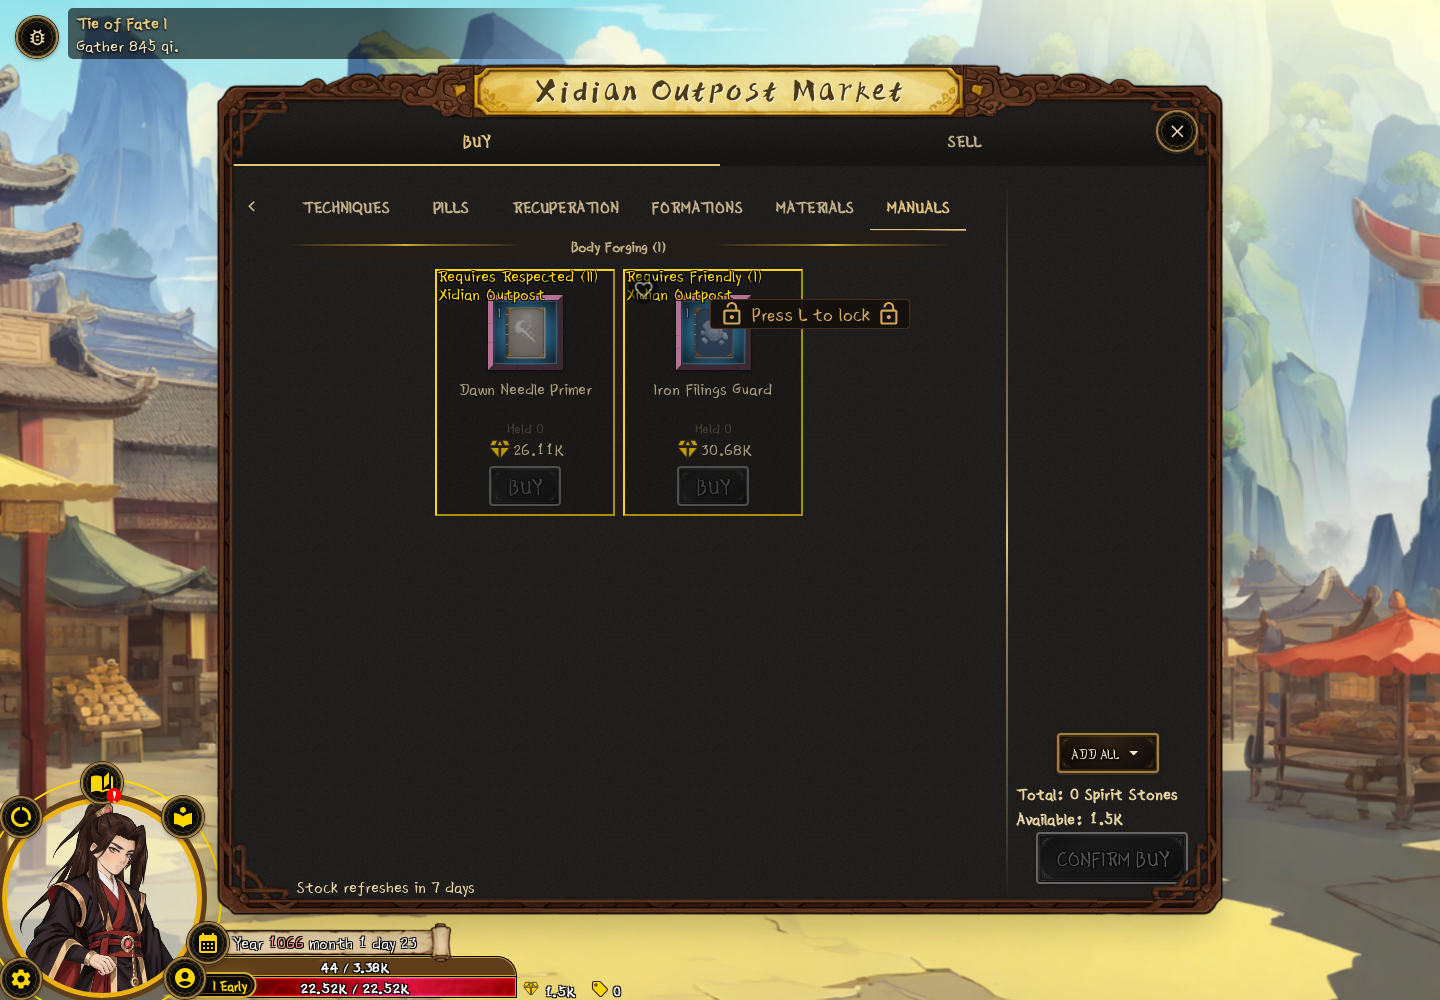 Tie of Fate I
Gather 845 qi.
Xidian Outpost Market
BUY
SELL
TECHNIQUES
PILLS
RECUPERATION
FORMATIONS
MATERIALS
MANUALS
Body Forging (I)
Requires Respected (II)
Xidian Outpost
I
Dawn Needle Primer
Held 0
26.11K
BUY
Requires Friendly (I)
Xidian Outpost
I
Iron Filings Guard
Held 0
30.68K
BUY
Press L to lock
ADD ALL
Total: 0 Spirit Stones
Available: 1.5K
CONFIRM BUY
Stock refreshes in 7 days
Year 1066 month 1 day 23
44 / 3.38K
22.52K / 22.52K
I Early
1.5K
0